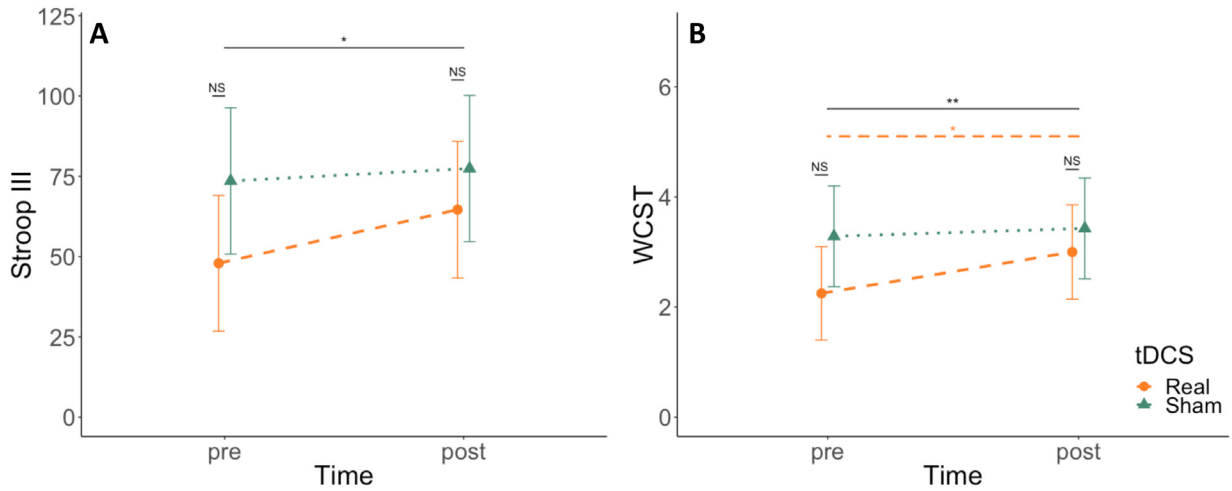 A
Stroop III
125
100
75
50
25
0
*
NS
NS
pre
post
Time
B
WCST
6
4
2
0
**
*
NS
NS
pre
post
Time
tDCS
Real
Sham